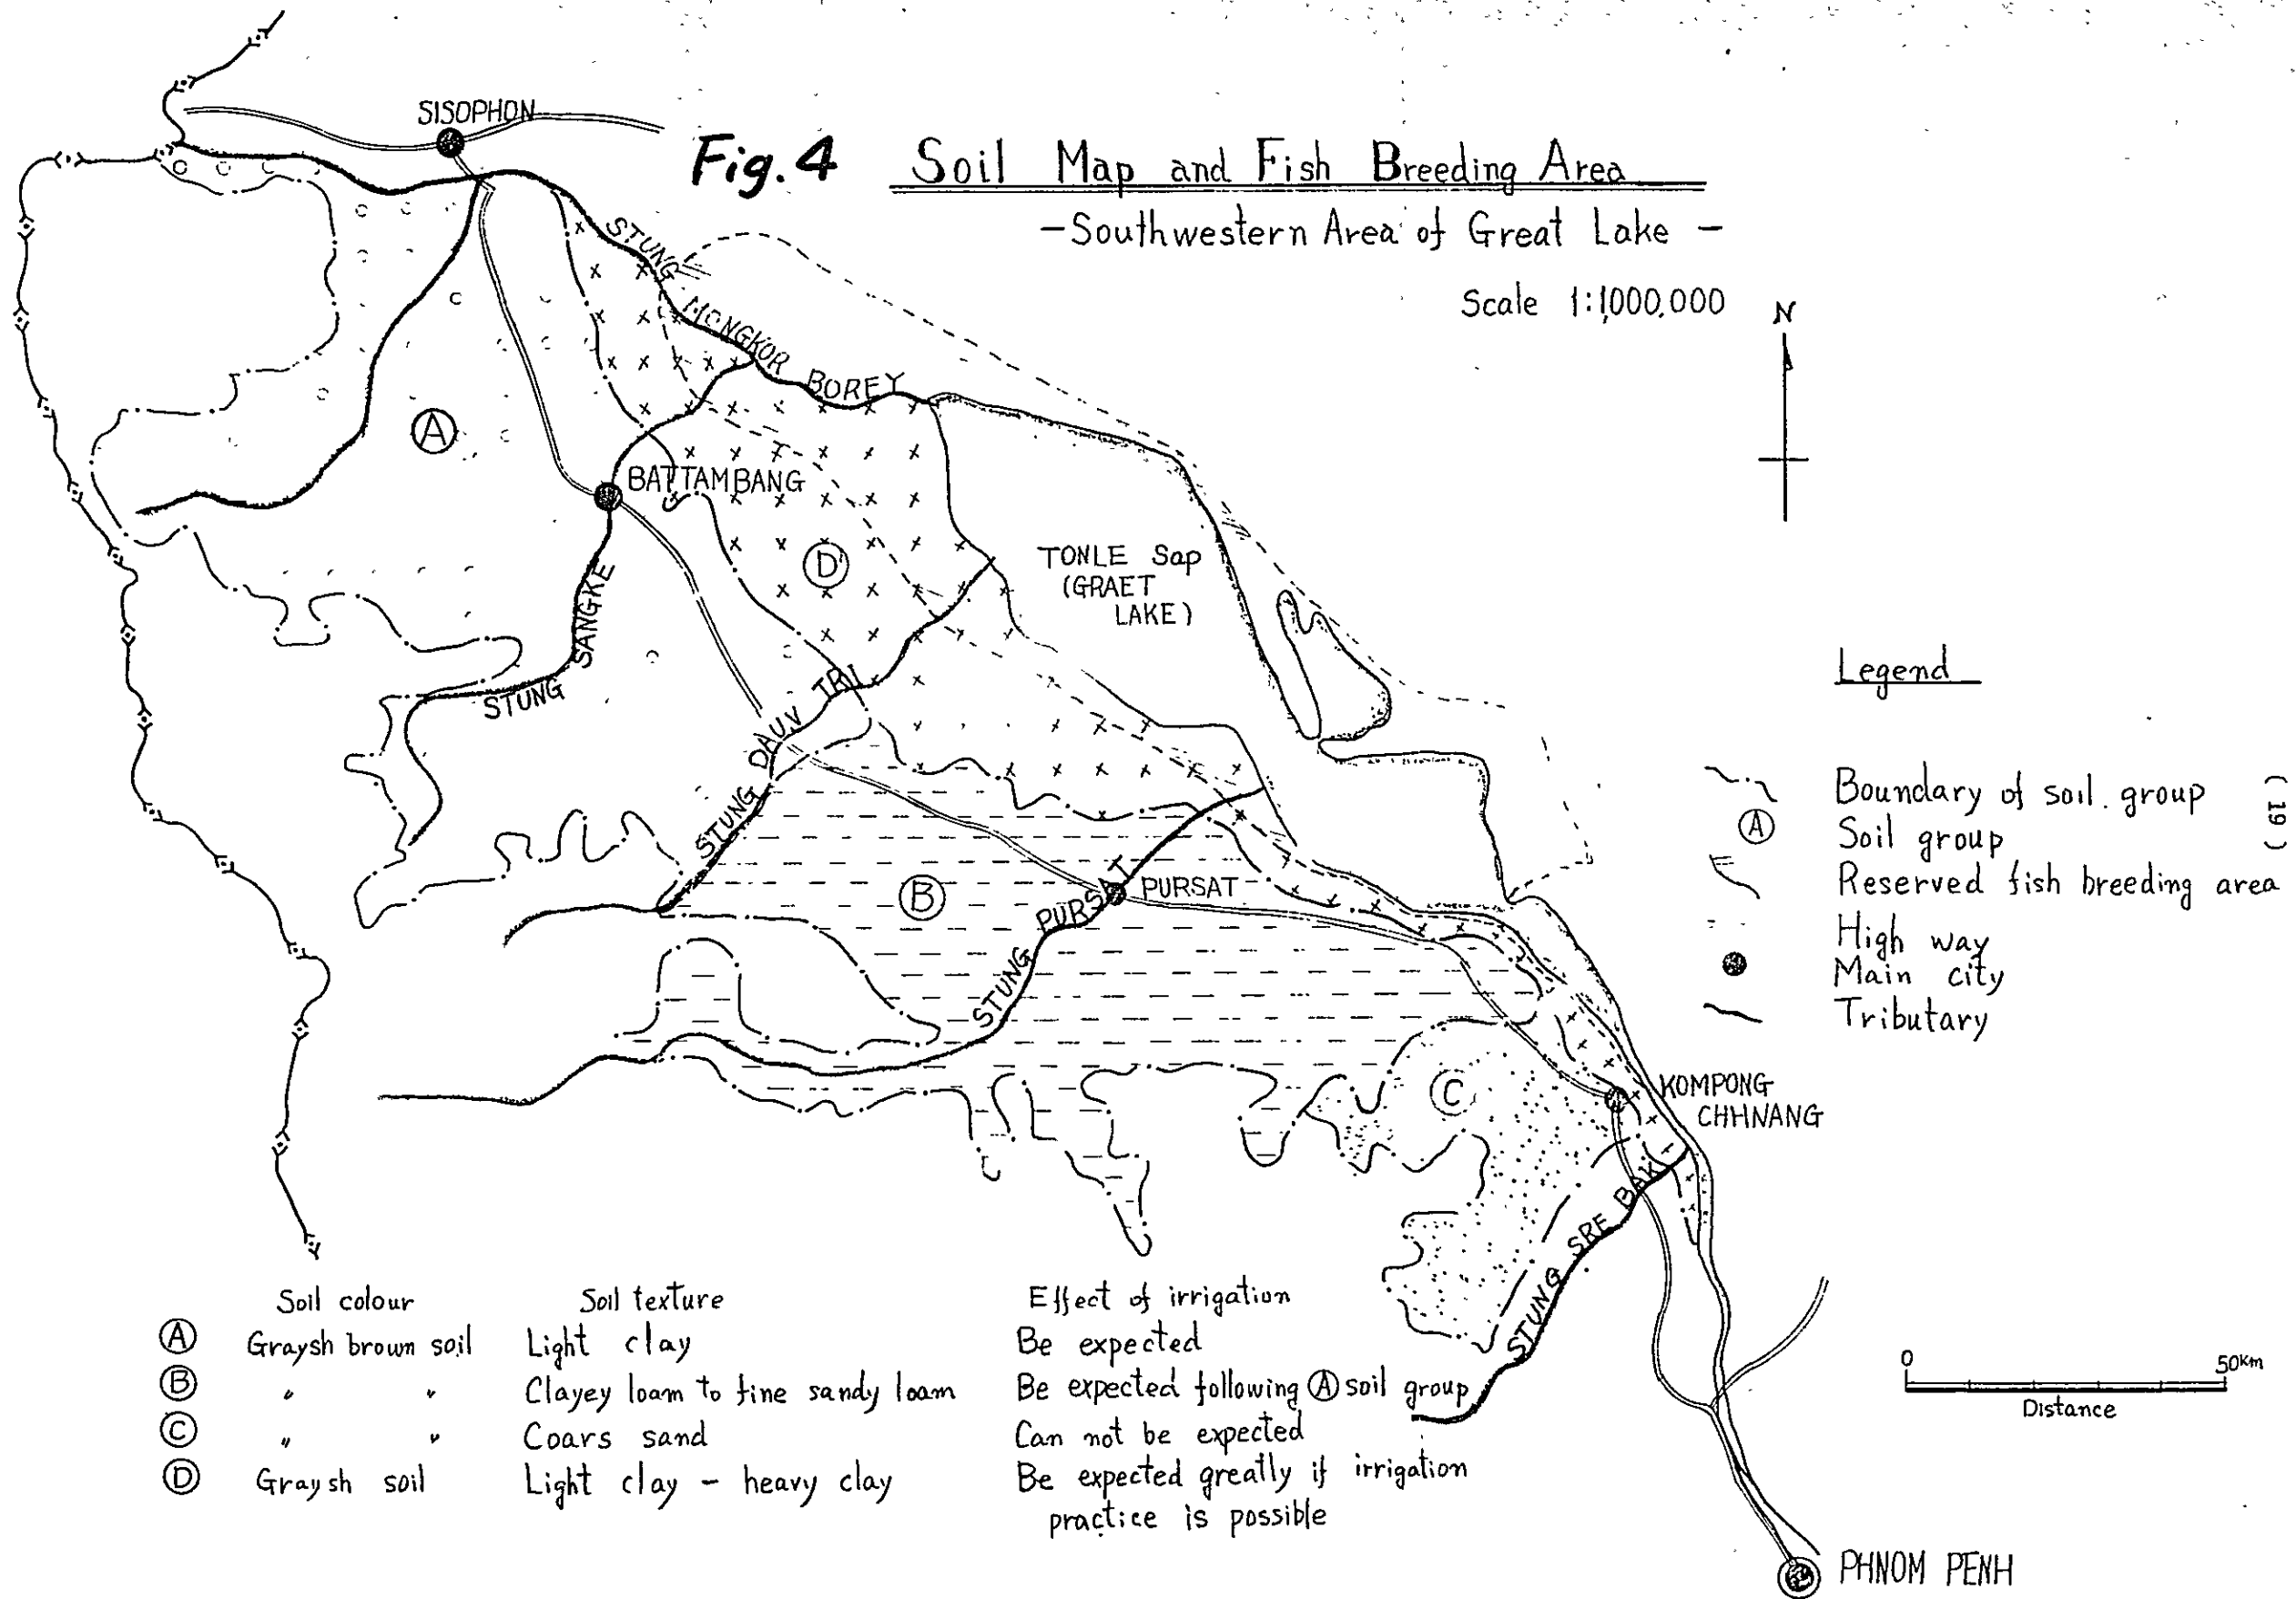 Fig. 4 Soil Map and Fish Breeding Area
-Southwestern Area of Great Lake-
Scale 1:1,000,000
N
SISOPHON
STUNG MONGKOR BOREY
A
BATTAMBANG
D
TONLE Sap
(GRAET
LAKE)
STUNG SANGKE
STUNG DAUN TRI
B
STUNG PURSAT
PURSAT
C
KOMPONG
CHHNANG
STUNG SRE BAK
PHNOM PENH
Legend
Boundary of soil group
A Soil group
Reserved fish breeding area
High way
Main city
Tributary
(19)
0 50Km
Distance
Soil colour Soil texture Effect of irrigation
A Graysh brown soil Light clay Be expected
B " " Clayey loam to fine sandy loam Be expected following A soil group
C " " Coars sand Can not be expected
D Graysh soil Light clay - heavy clay Be expected greatly if irrigation
practice is possible